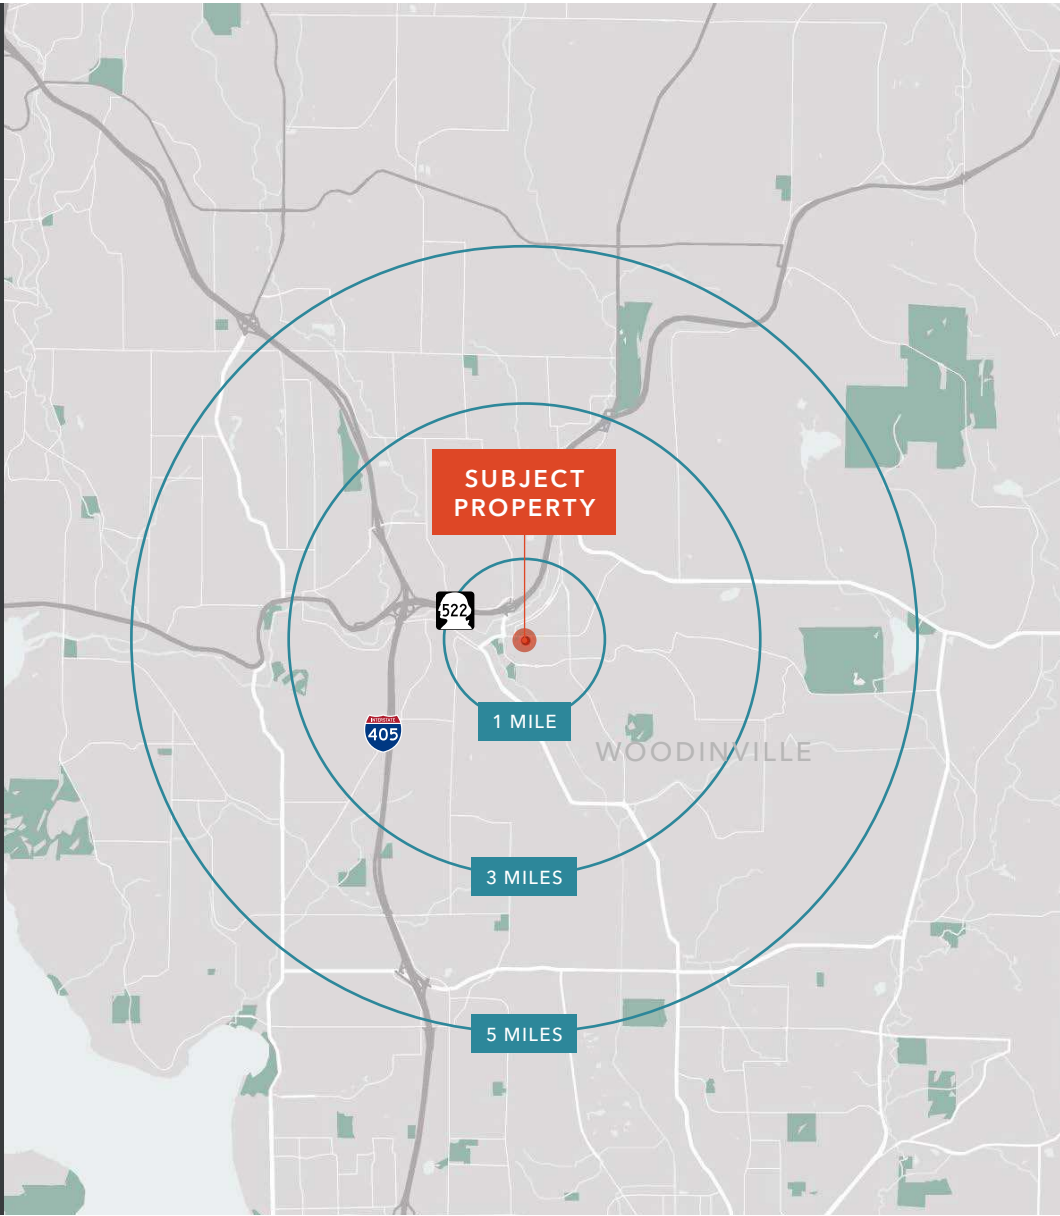 SUBJECT
PROPERTY
522
1 MILE
INTERSTATE
405
WOODINVILLE
3 MILES
5 MILES